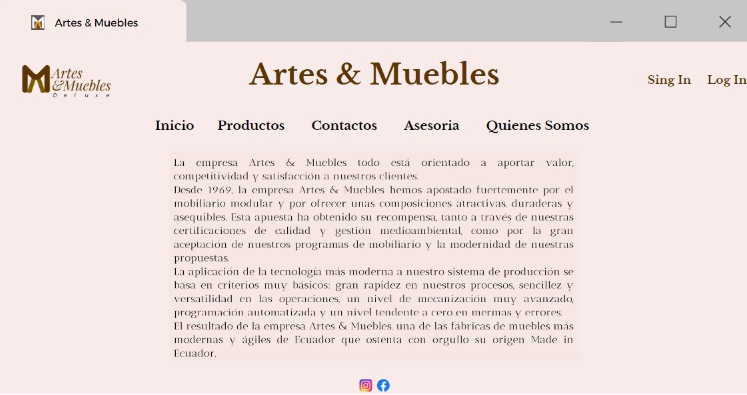 Artes & Muebles
Artes
&Muebles
Deluxe
Artes & Muebles
Sing In
Log In
Inicio
Productos
Contactos
Asesoria
Quienes Somos
La empresa Artes & Muebles todo está orientado a aportar valor,
competitividad y satisfacción a nuestros clientes.
Desde 1969, la empresa Artes & Muebles hemos apostado fuertemente por el
mobiliario modular y por ofrecer unas composiciones atractivas, duraderas y
asequibles. Esta apuesta ha obtenido su recompensa, tanto a través de nuestras
certificaciones de calidad y gestión medioambiental, como por la gran
aceptación de nuestros programas de mobiliario y la modernidad de nuestras
propuestas.
La aplicación de la tecnología más moderna a nuestro sistema de producción se
basa en criterios muy básicos: gran rapidez en nuestros procesos, sencillez y
versatilidad en las operaciones, un nivel de mecanización muy avanzado,
programación automatizada y un nivel tendente a cero en mermas y errores.
El resultado de la empresa Artes & Muebles, una de las fábricas de muebles más
modernas y ágiles de Ecuador que ostenta con orgullo su origen Made in
Ecuador.